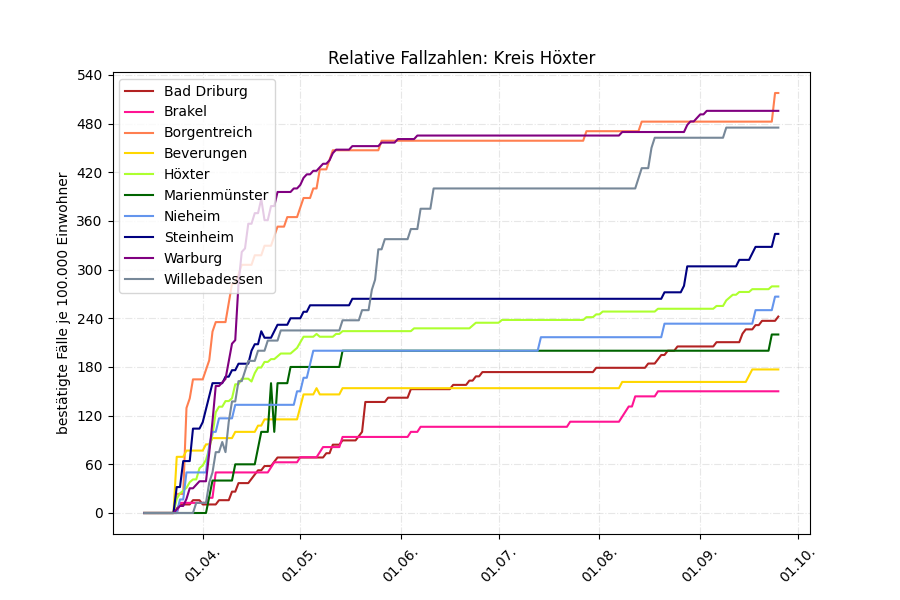 Relative Fallzahlen: Kreis Höxter
bestätigte Fälle je 100.000 Einwohner
540
480
420
360
300
240
180
120
60
0
Bad Driburg
Brakel
Borgentreich
Beverungen
Höxter
Marienmünster
Nieheim
Steinheim
Warburg
Willebadessen
01.04.
01.05.
01.06.
01.07.
01.08.
01.09.
01.10.